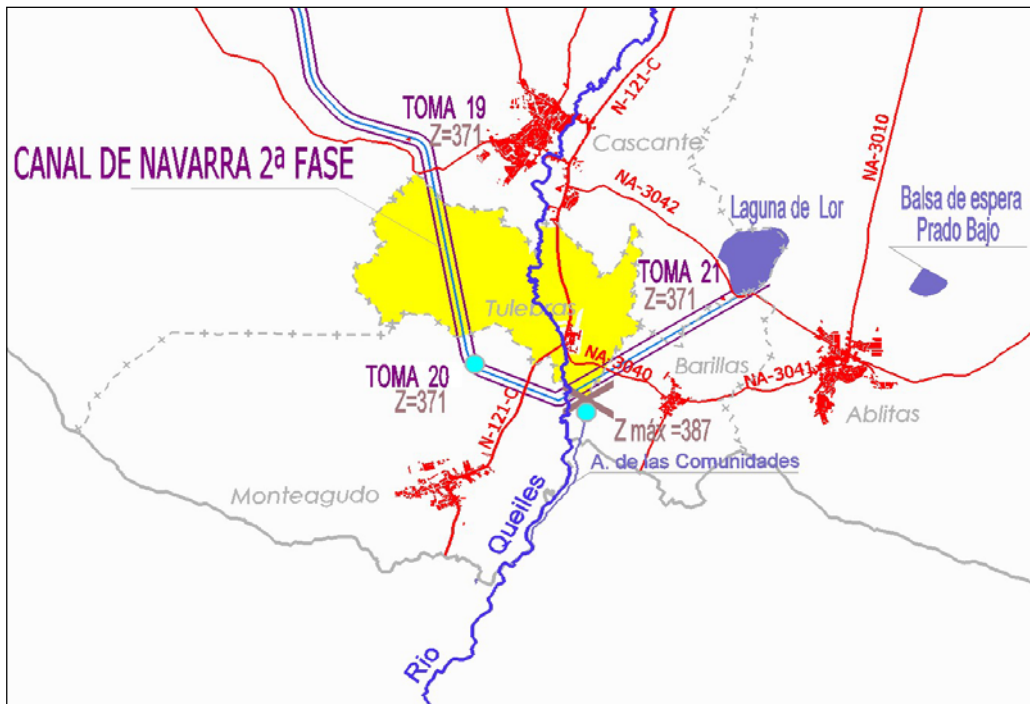 TOMA 19
Z=371
N-121-C
Cascante
CANAL DE NAVARRA 2ª FASE
NA-3042
NA-3010
Laguna de Lor
Balsa de espera
Prado Bajo
TOMA 21
Z=371
Tulebras
TOMA 20
Z=371
NA-3040
Barillas
NA-3041
Ablitas
N-121-C
Z máx =387
A. de las Comunidades
Monteagudo
Queiles
Rio